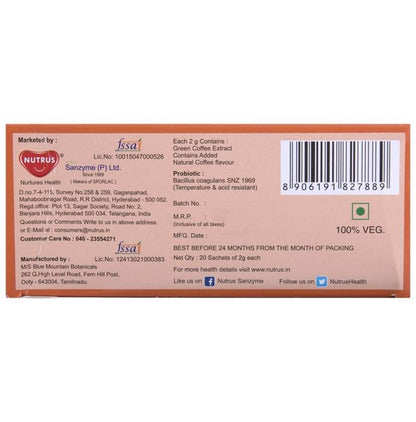 Marketed by :
fssai
Lic.No: 10015047000526
NUTRUS
Nurtures Health
Sanzyme (P) Ltd.
Since 1969
( Makers of SPORLAC )
D.no.7-4-115, Survey No.258 & 259, Gaganpahad,
Mahaboobnagar Road, R.R District, Hyderabad - 500 052.
Regd.office: Plot 13, Sagar Society, Road No: 2,
Banjara Hills, Hyderabad 500 034, Telangana, India
For Questions/Complaints Write to us at above address
or E-Mail at : consumers@nutrus.in
Customer Care No : 040 - 23554271
fssai
Manufactured by :
Lic.No : 12413021000383
M/S Blue Mountain Botanicals
262 Q.High Level Road, Fern Hill Post,
Ooty - 643004, Tamilnadu.
Each 2 g Contains :
Green Coffee Extract
Contains Added
Natural Coffee flavour
Probiotic :
Bacillus coagulans SNZ 1969
(Temperature & acid resistant)
Batch No. :
M.R.P. :
(Inclusive of all taxes)
MFG. Date :
BEST BEFORE 24 MONTHS FROM THE MONTH OF PACKING
Net Qty : 20 Sachets of 2g each
For more health details visit www.nutrus.in
Like us on f Nutrus Sanzyme
Follow us on NutrusHealth
8 906191 827889
100% VEG.